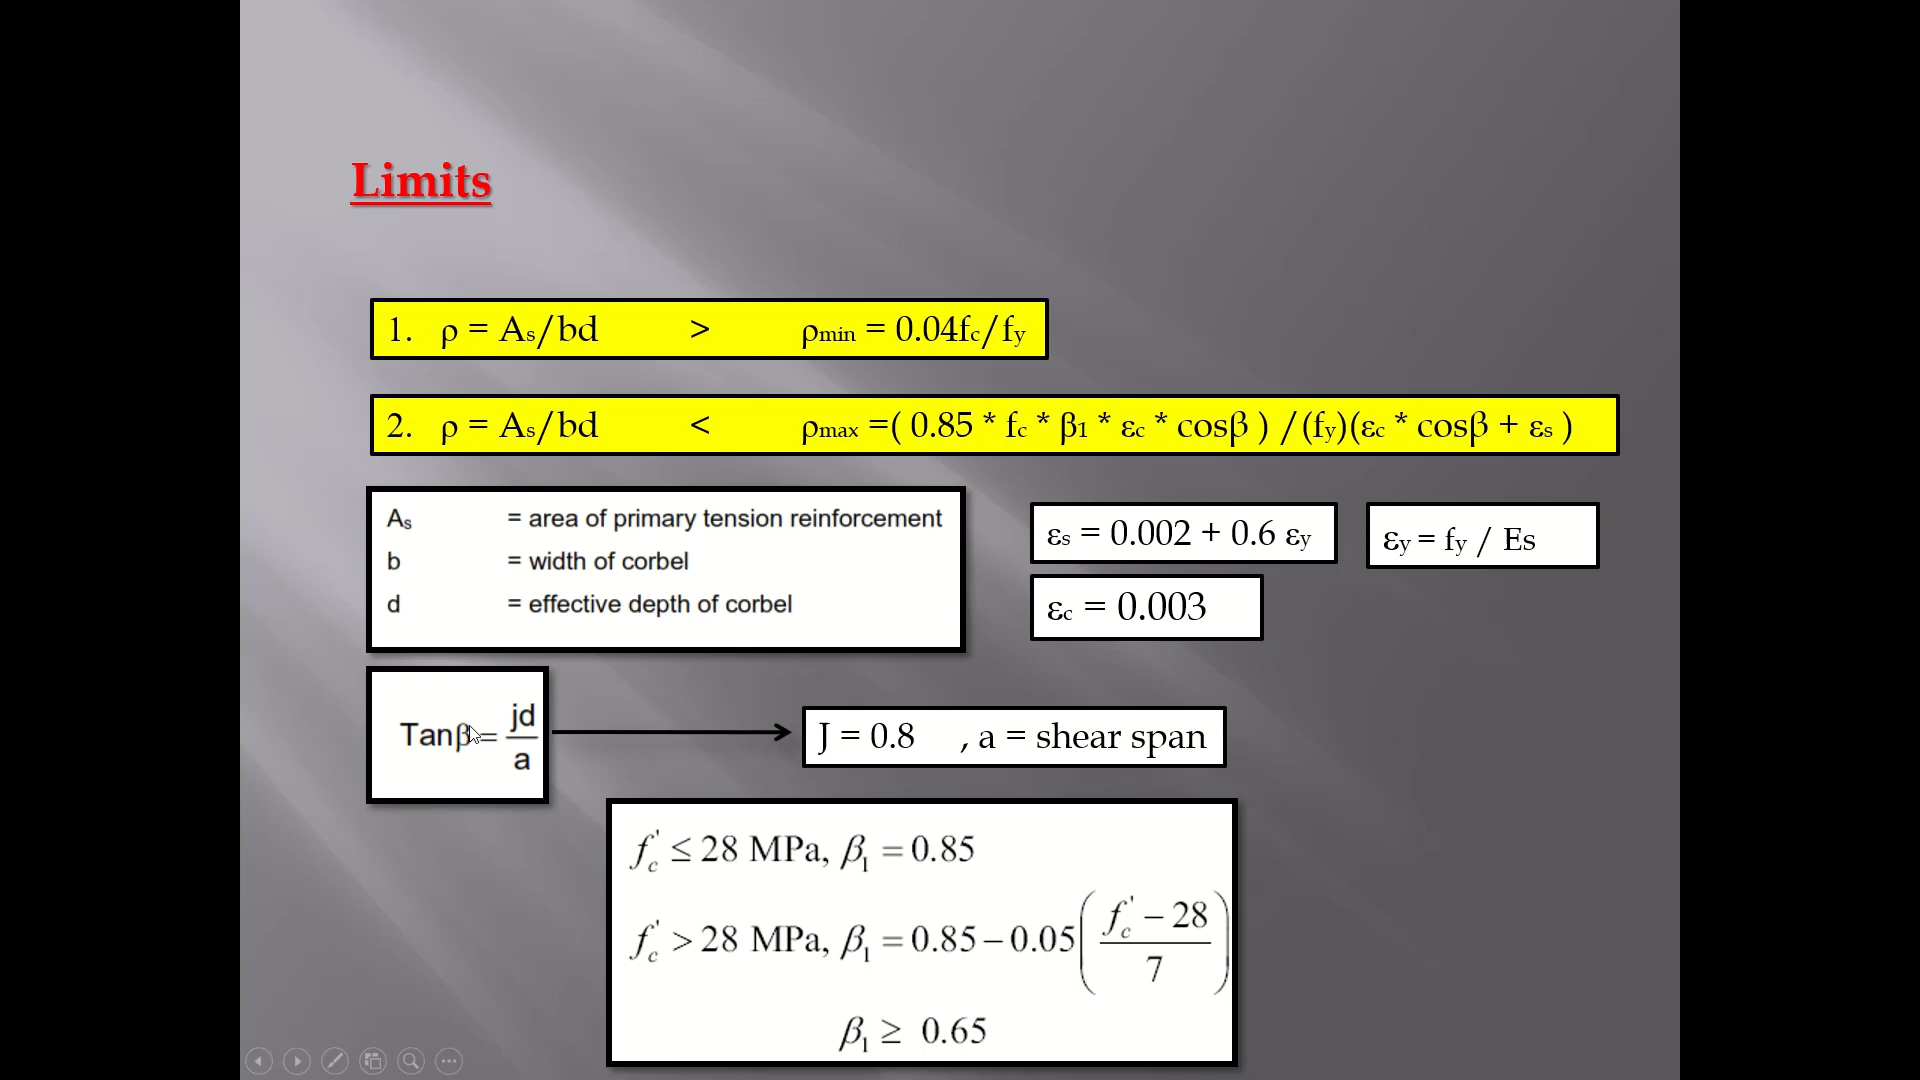 Limits
1. ρ = As/bd > ρmin = 0.04fc/fy
2. ρ = As/bd < ρmax =( 0.85 * fc * β1 * εc * cosβ ) /(fy)(εc * cosβ + εs )
As = area of primary tension reinforcement
b = width of corbel
d = effective depth of corbel
εs = 0.002 + 0.6 εy
εy = fy / Es
εc = 0.003
Tanβ = jd/a
J = 0.8 , a = shear span
fc' ≤ 28 MPa, β1 = 0.85
fc' > 28 MPa, β1 = 0.85 − 0.05(fc' − 28 / 7)
β1 ≥ 0.65